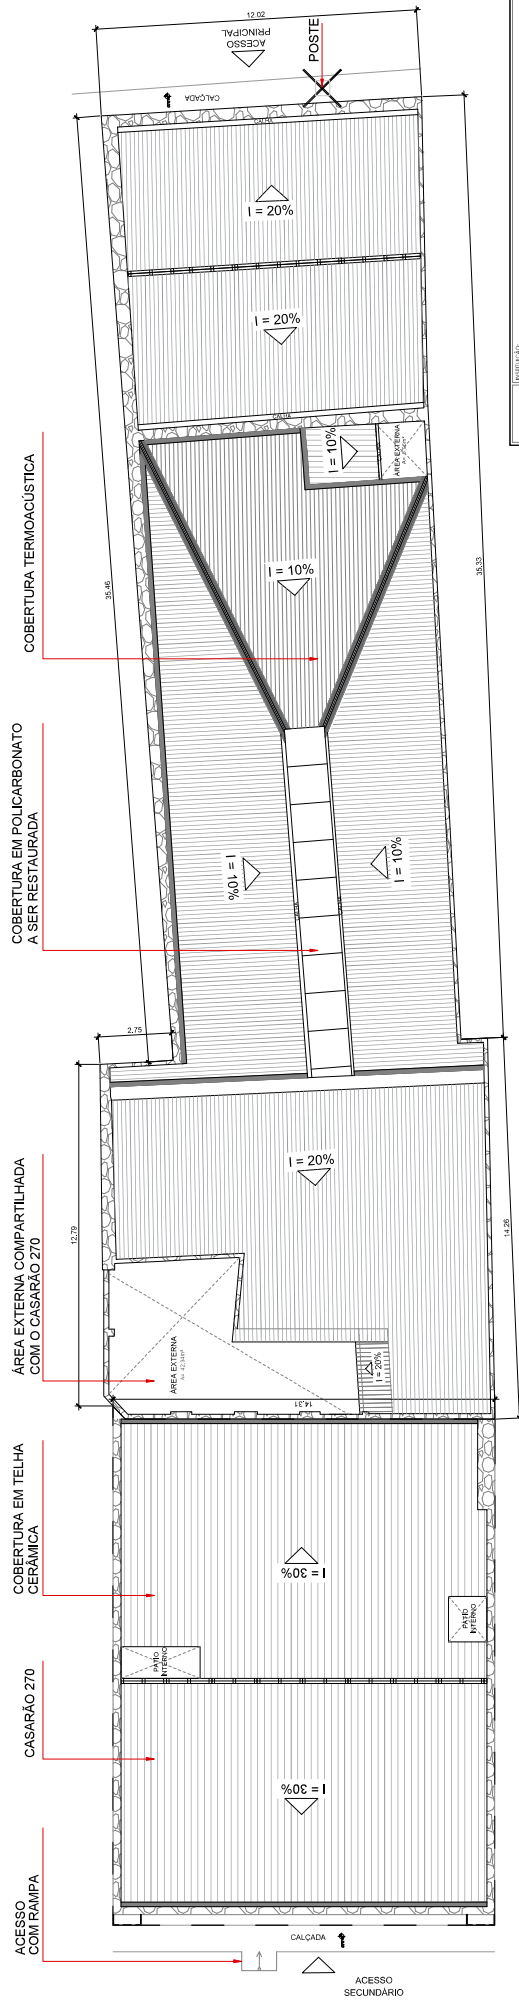 12.02
ACESSO
PRINCIPAL
POSTE
CALÇADA
CALHA
I = 20%
I = 20%
CALHA
COBERTURA TERMOACÚSTICA
I = 10%
ÁREA EXTERNA
I = 10%
35.46
35.33
COBERTURA EM POLICARBONATO
A SER RESTAURADA
I = 10%
I = 10%
2.75
ÁREA EXTERNA COMPARTILHADA
COM O CASARÃO 270
12.79
I = 20%
14.26
ÁREA EXTERNA
I = 20%
14.31
COBERTURA EM TELHA
CERÂMICA
I = 30%
PÁTIO
INTERNO
PÁTIO
INTERNO
CASARÃO 270
I = 30%
ACESSO
COM RAMPA
CALÇADA
ACESSO
SECUNDÁRIO